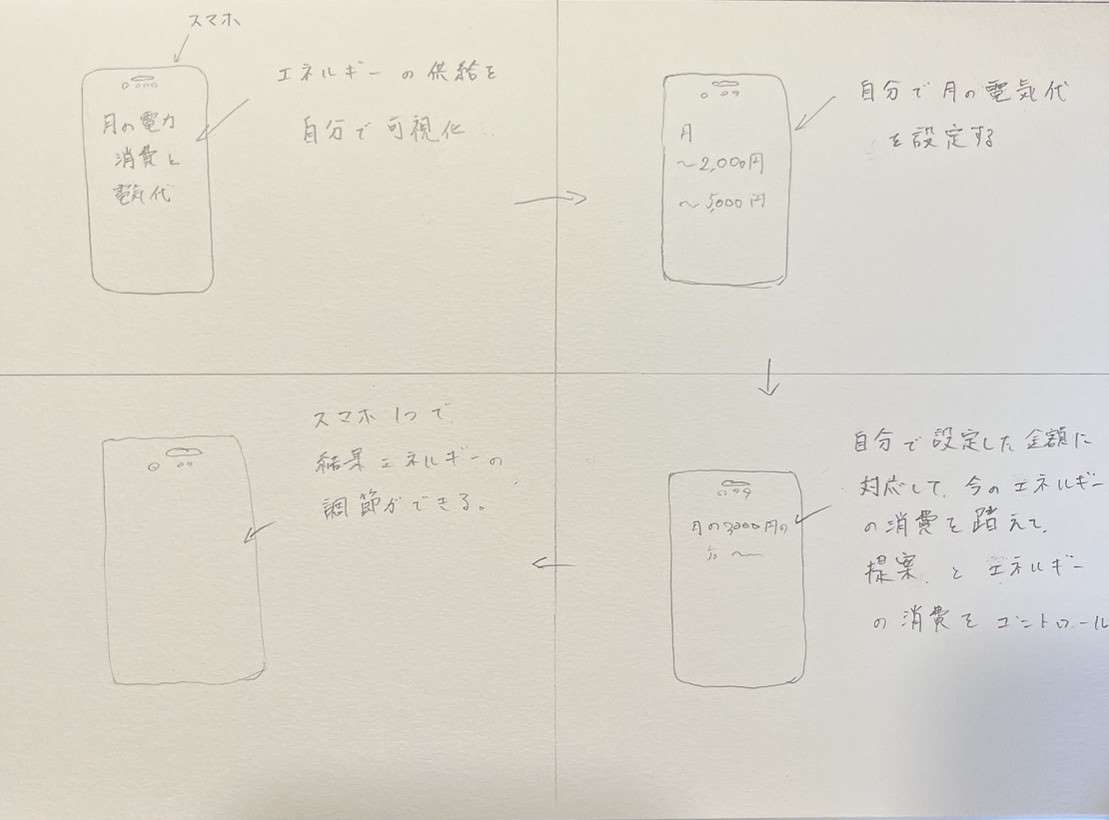 スマホ
エネルギーの供給を
自分で可視化
月の電力
消費と
電気代
自分で月の電気代
を設定する
月
〜2,000円
〜5,000円
自分で設定した金額に
対応して、今のエネルギー
の消費を踏えて、
提案、とエネルギー
の消費をコントロール
月の3000円の
〜
スマホ1つで
結果エネルギーの
調節ができる。